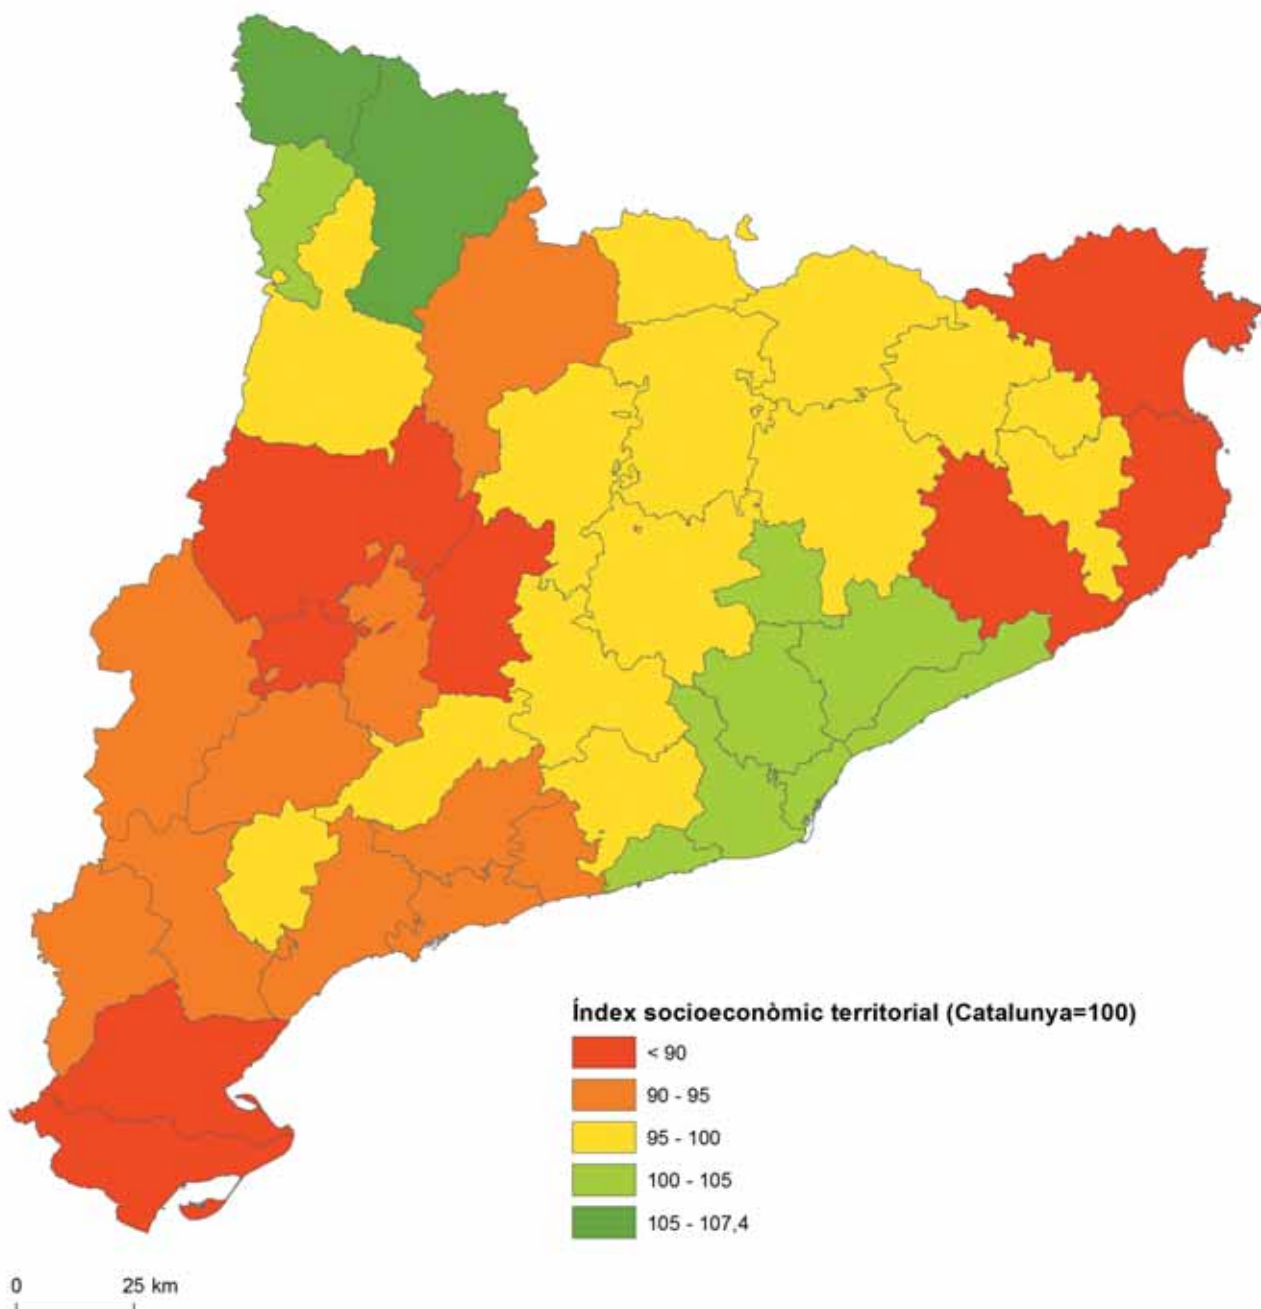 Índex socioeconòmic territorial (Catalunya=100)
< 90
90 - 95
95 - 100
100 - 105
105 - 107,4
0 25 km